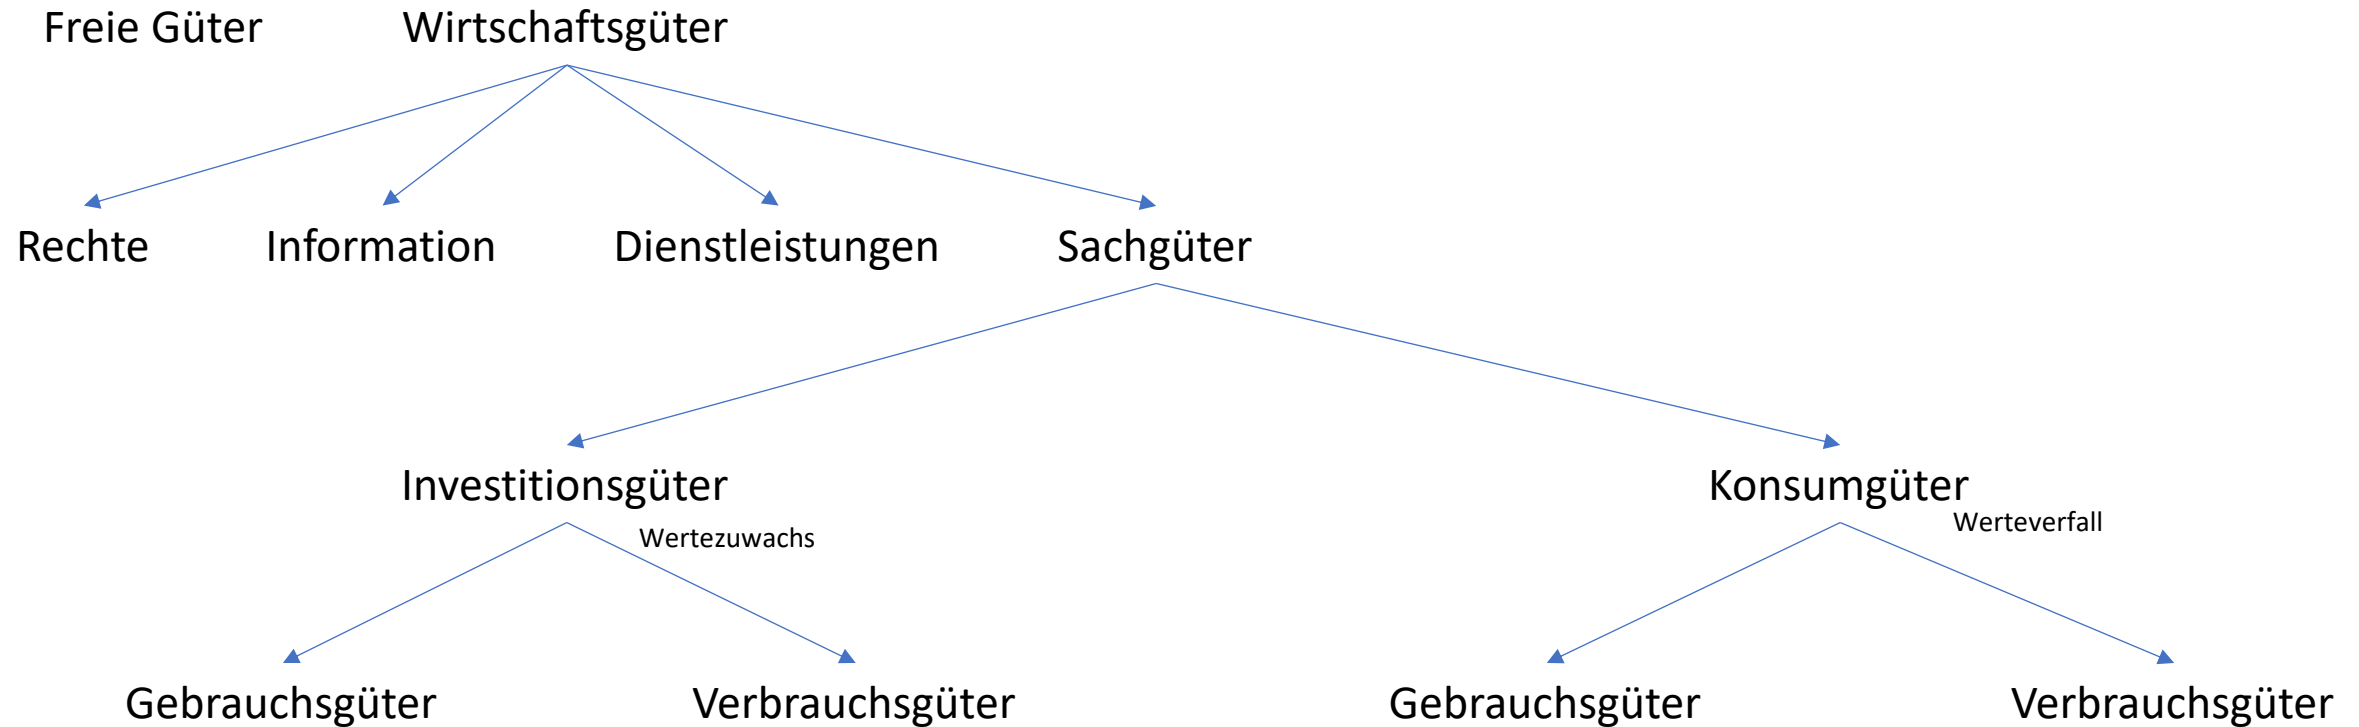 Freie Güter
Wirtschaftsgüter
Rechte
Information
Dienstleistungen
Sachgüter
Investitionsgüter
Wertezuwachs
Konsumgüter
Werteverfall
Gebrauchsgüter
Verbrauchsgüter
Gebrauchsgüter
Verbrauchsgüter